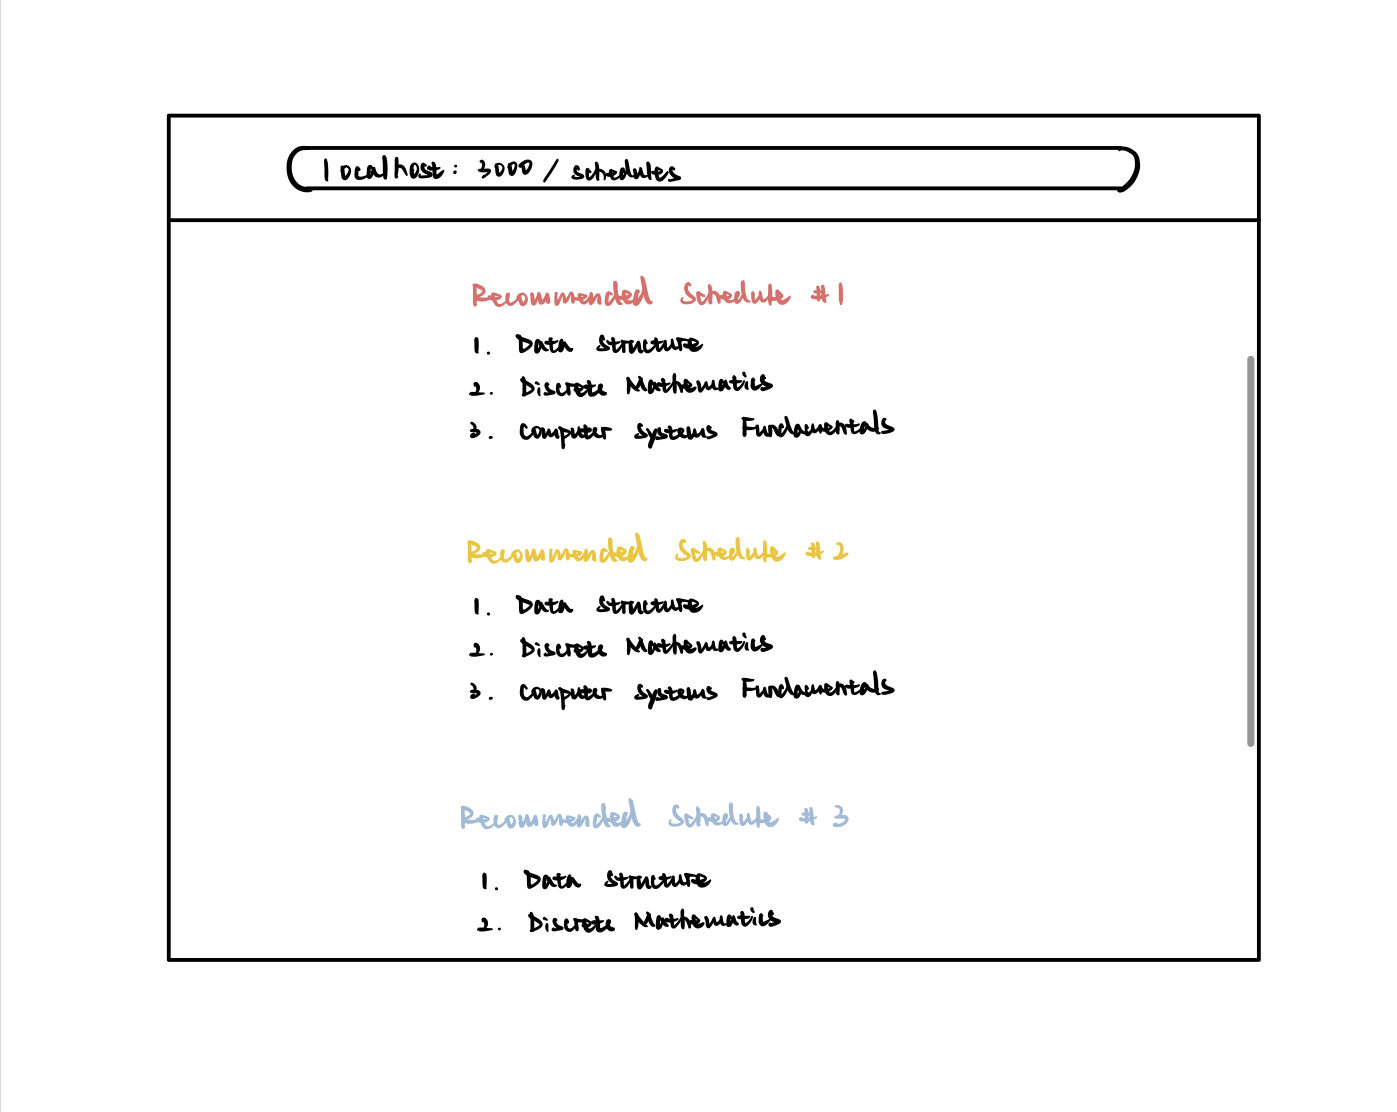 localhost: 3000 / schedules
Recommended Schedule #1
1. Data Structure
2. Discrete Mathematics
3. Computer Systems Fundamentals
Recommended Schedule #2
1. Data Structure
2. Discrete Mathematics
3. Computer Systems Fundamentals
Recommended Schedule #3
1. Data Structure
2. Discrete Mathematics